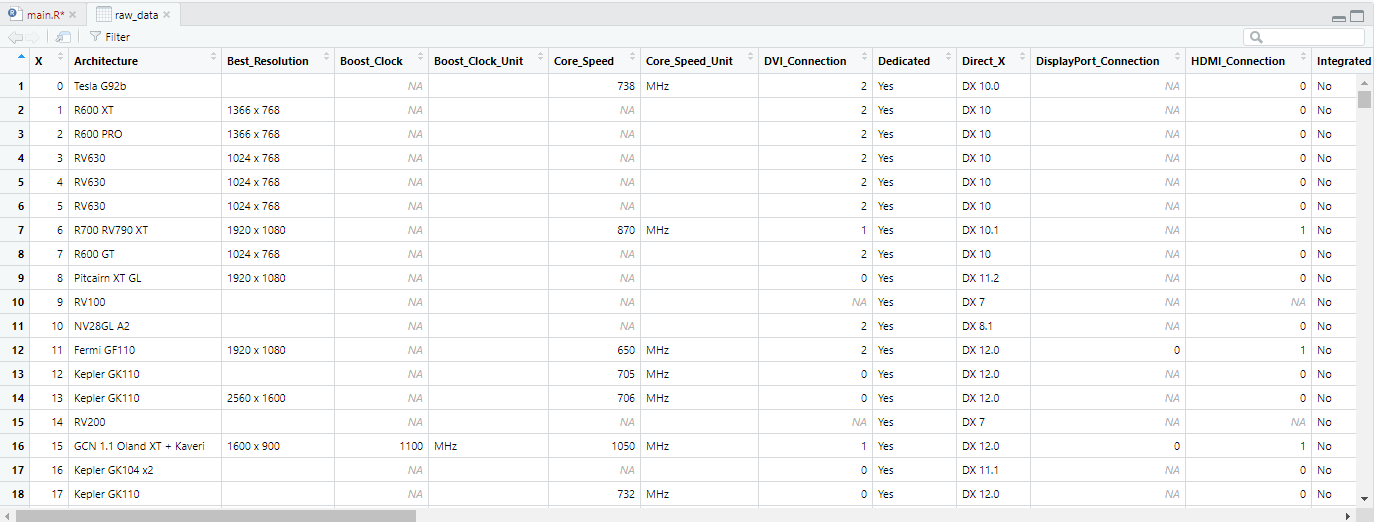 main.R* raw_data
Filter
X Architecture Best_Resolution Boost_Clock Boost_Clock_Unit Core_Speed Core_Speed_Unit DVI_Connection Dedicated Direct_X DisplayPort_Connection HDMI_Connection Integrated
1 0 Tesla G92b NA 738 MHz 2 Yes DX 10.0 NA 0 No
2 1 R600 XT 1366 x 768 NA NA 2 Yes DX 10 NA 0 No
3 2 R600 PRO 1366 x 768 NA NA 2 Yes DX 10 NA 0 No
4 3 RV630 1024 x 768 NA NA 2 Yes DX 10 NA 0 No
5 4 RV630 1024 x 768 NA NA 2 Yes DX 10 NA 0 No
6 5 RV630 1024 x 768 NA NA 2 Yes DX 10 NA 0 No
7 6 R700 RV790 XT 1920 x 1080 NA 870 MHz 1 Yes DX 10.1 NA 1 No
8 7 R600 GT 1024 x 768 NA NA 2 Yes DX 10 NA 0 No
9 8 Pitcairn XT GL 1920 x 1080 NA NA 0 Yes DX 11.2 NA 0 No
10 9 RV100 NA NA NA Yes DX 7 NA NA No
11 10 NV28GL A2 NA NA 2 Yes DX 8.1 NA 0 No
12 11 Fermi GF110 1920 x 1080 NA 650 MHz 2 Yes DX 12.0 0 1 No
13 12 Kepler GK110 NA 705 MHz 0 Yes DX 12.0 NA 0 No
14 13 Kepler GK110 2560 x 1600 NA 706 MHz 0 Yes DX 12.0 NA 0 No
15 14 RV200 NA NA NA Yes DX 7 NA NA No
16 15 GCN 1.1 Oland XT + Kaveri 1600 x 900 1100 MHz 1050 MHz 1 Yes DX 12.0 0 1 No
17 16 Kepler GK104 x2 NA NA 0 Yes DX 11.1 NA 0 No
18 17 Kepler GK110 NA 732 MHz 0 Yes DX 12.0 NA 0 No